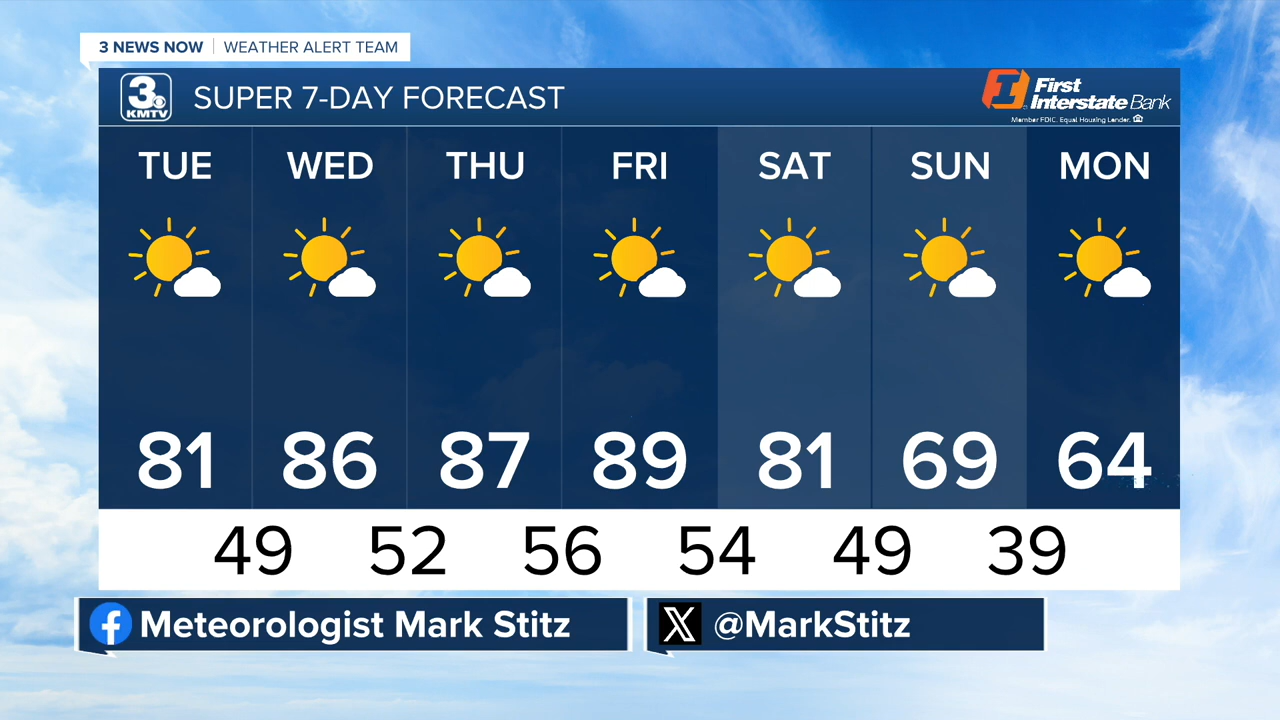 3 NEWS NOW | WEATHER ALERT TEAM
3
KMTV
SUPER 7-DAY FORECAST
First
Interstate Bank
Member FDIC. Equal Housing Lender.
TUE WED THU FRI SAT SUN MON
81 86 87 89 81 69 64
49 52 56 54 49 39
Meteorologist Mark Stitz
@MarkStitz